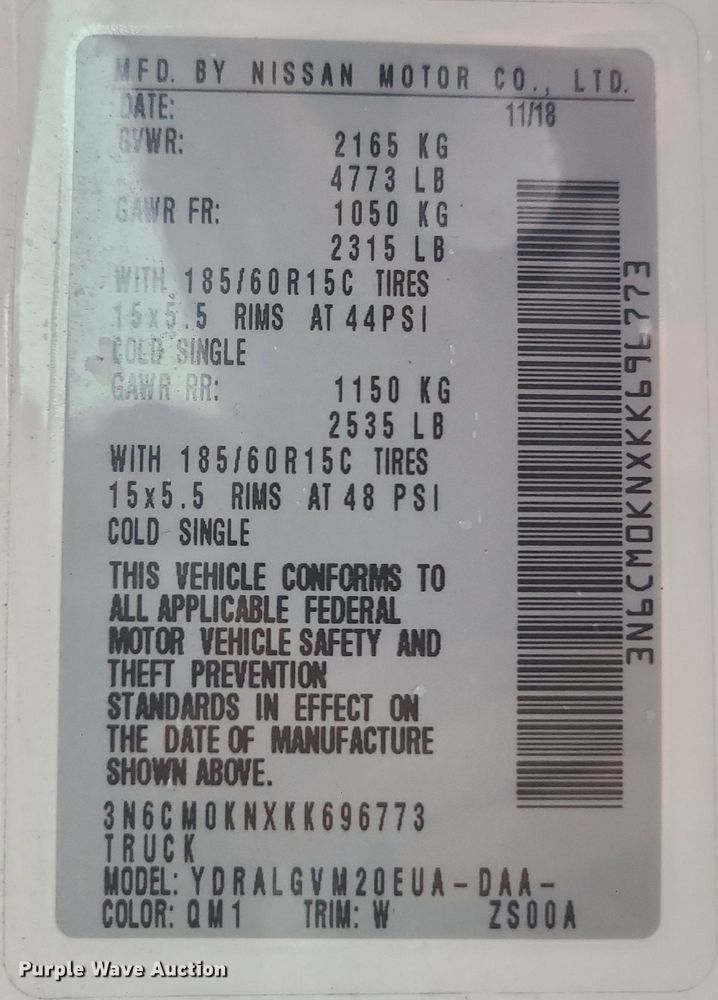 MFD. BY NISSAN MOTOR CO., LTD.
DATE: 11/18
GVWR: 2165 KG
4773 LB
GAWR FR: 1050 KG
2315 LB
WITH 185/60R15C TIRES
15x5.5 RIMS AT 44PSI
COLD SINGLE
GAWR RR: 1150 KG
2535 LB
WITH 185/60R15C TIRES
15x5.5 RIMS AT 48 PSI
COLD SINGLE
THIS VEHICLE CONFORMS TO
ALL APPLICABLE FEDERAL
MOTOR VEHICLE SAFETY AND
THEFT PREVENTION
STANDARDS IN EFFECT ON
THE DATE OF MANUFACTURE
SHOWN ABOVE.
3N6CM0KNXKK696773
TRUCK
MODEL: YDRALGVM20EUA-DAA-
COLOR: QM1 TRIM: W ZS00A
3N6CM0KNXKK696773
Purple Wave Auction